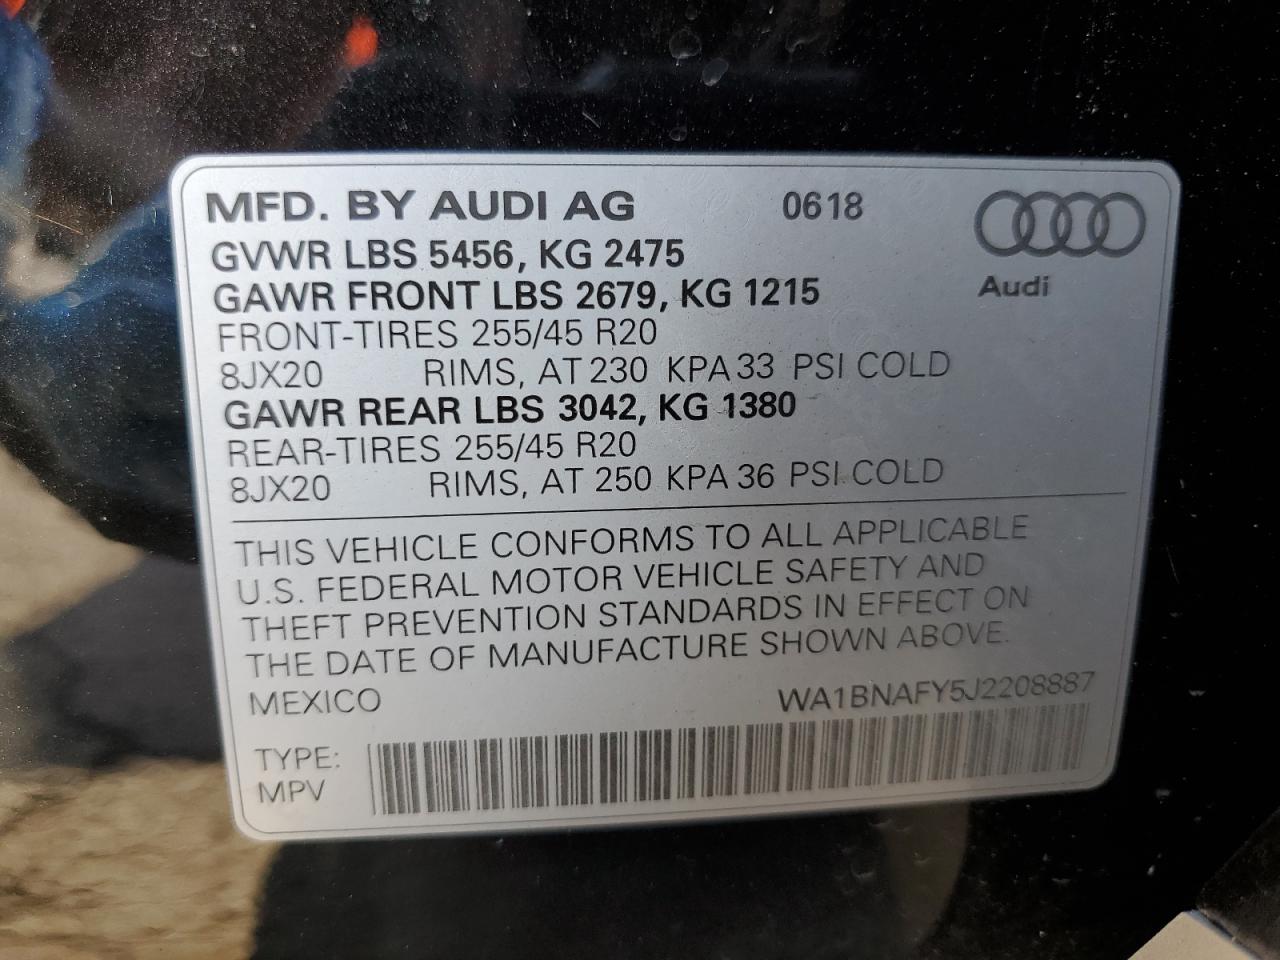 MFD. BY AUDI AG 0618
GVWR LBS 5456, KG 2475
GAWR FRONT LBS 2679, KG 1215
Audi
FRONT-TIRES 255/45 R20
8JX20 RIMS, AT 230 KPA 33 PSI COLD
GAWR REAR LBS 3042, KG 1380
REAR-TIRES 255/45 R20
8JX20 RIMS, AT 250 KPA 36 PSI COLD
THIS VEHICLE CONFORMS TO ALL APPLICABLE
U.S. FEDERAL MOTOR VEHICLE SAFETY AND
THEFT PREVENTION STANDARDS IN EFFECT ON
THE DATE OF MANUFACTURE SHOWN ABOVE.
MEXICO WA1BNAFY5J2208887
TYPE:
MPV